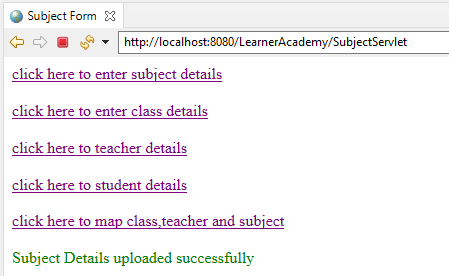 Subject Form
http://localhost:8080/LearnerAcademy/SubjectServlet
click here to enter subject details
click here to enter class details
click here to teacher details
click here to student details
click here to map class,teacher and subject
Subject Details uploaded successfully